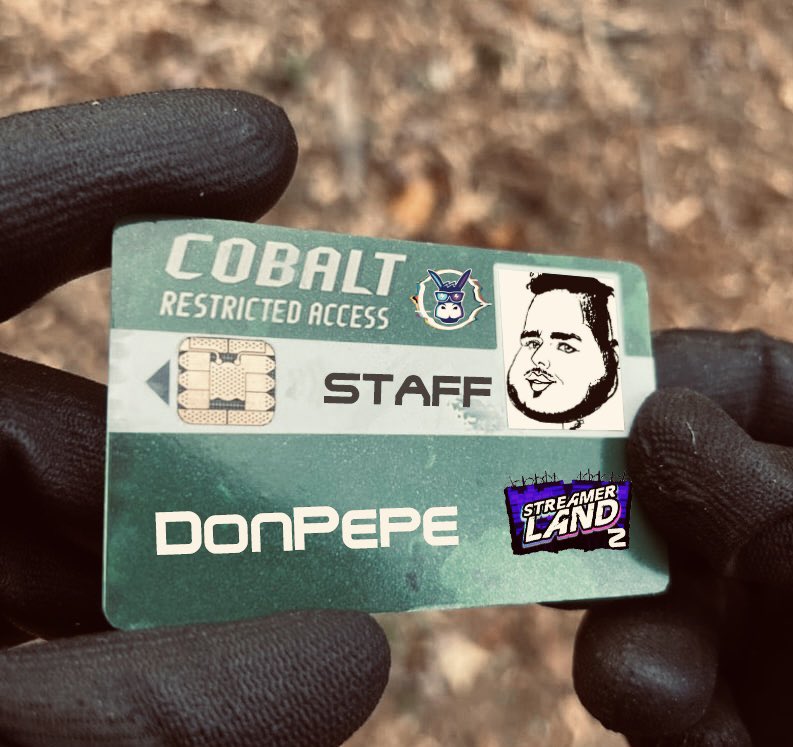 COBALT
RESTRICTED ACCESS
STAFF
DonPepe
STREAMER
LAND
2